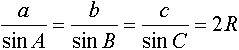 a/sin A = b/sin B = c/sin C = 2R